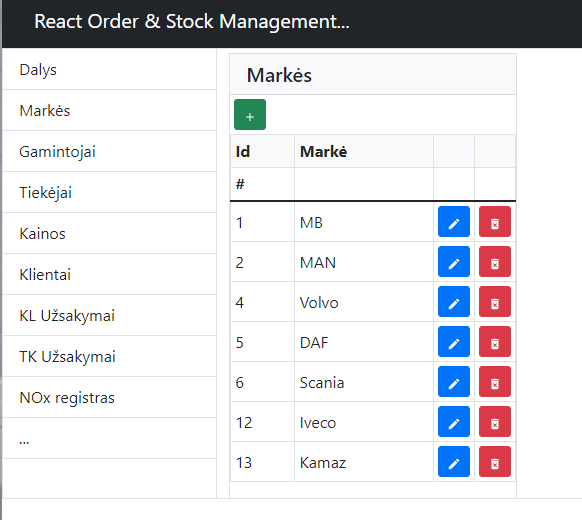 React Order & Stock Management...
Dalys
Markės
Gamintojai
Tiekėjai
Kainos
Klientai
KL Užsakymai
TK Užsakymai
NOx registras
...
Markės
+
Id Markė
#
1 MB
2 MAN
4 Volvo
5 DAF
6 Scania
12 Iveco
13 Kamaz